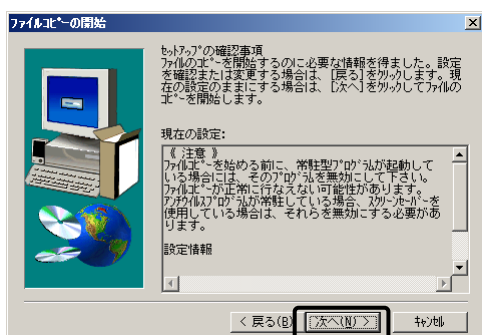 ファイルコピーの開始
セットアップの確認事項
ファイルのコピーを開始するのに必要な情報を得ました。設定
を確認または変更する場合は、[戻る]をクリックします。現
在の設定のままにする場合は、[次へ]をクリックしてファイルの
コピーを開始します。
現在の設定:
《 注意 》
ファイルコピーを始める前に、常駐型プログラムが起動して
いる場合には、そのプログラムを無効にして下さい。
ファイルコピーが正常に行なえない可能性があります。
アンチウイルスプログラムが常駐している場合、スクリーンセーバーを
使用している場合は、それらを無効にする必要があ
ります。
設定情報
< 戻る(B) 次へ(N) > キャンセル